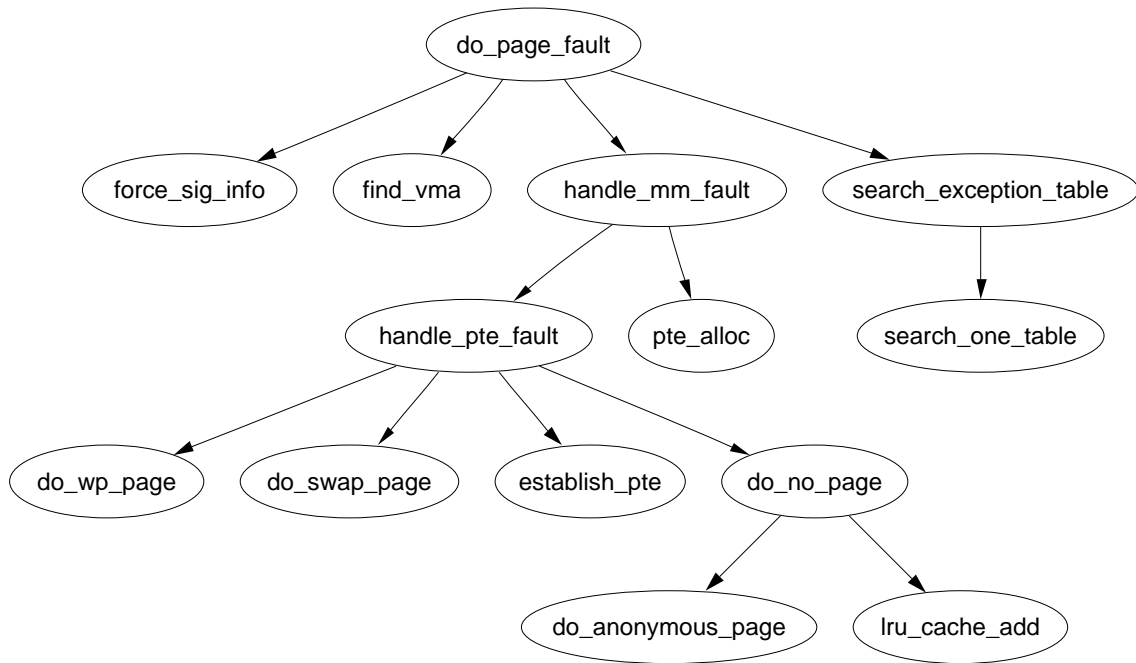 do_page_fault
force_sig_info
find_vma
handle_mm_fault
search_exception_table
handle_pte_fault
pte_alloc
search_one_table
do_wp_page
do_swap_page
establish_pte
do_no_page
do_anonymous_page
lru_cache_add